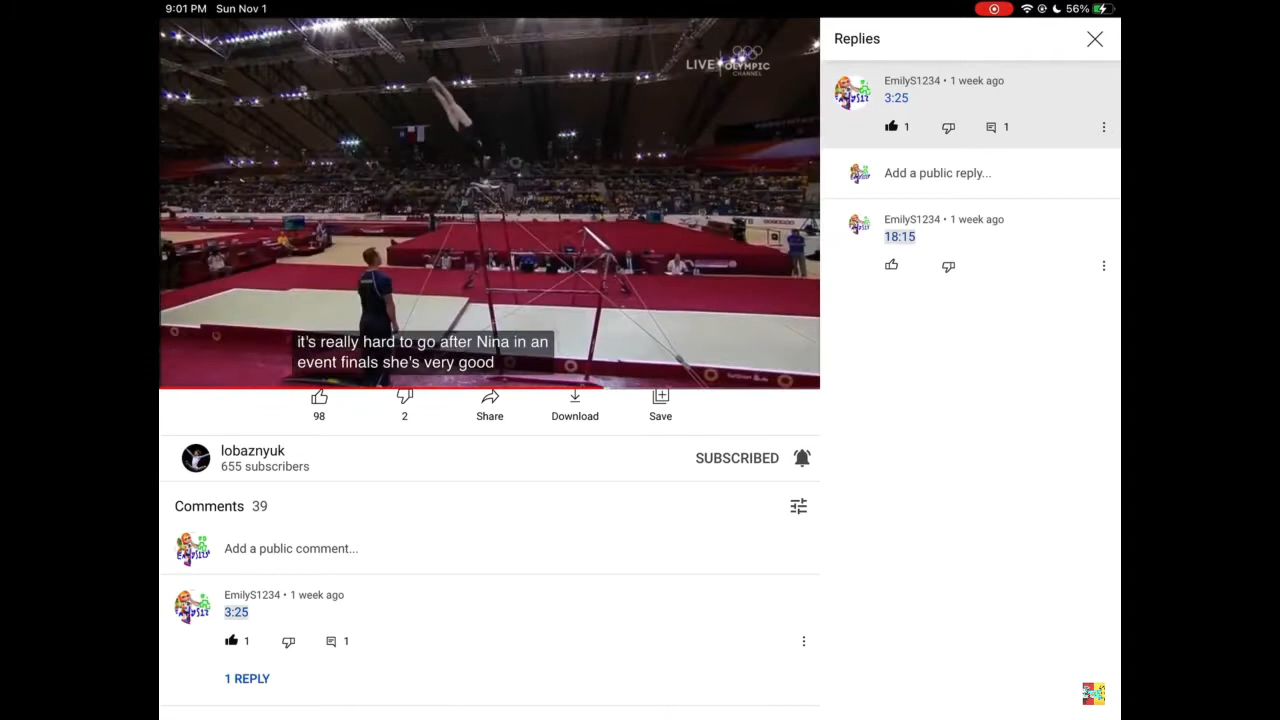 9:01 PM Sun Nov 1
56%
LIVE OLYMPIC
CHANNEL
it's really hard to go after Nina in an
event finals she's very good
98
2
Share
Download
Save
lobaznyuk
655 subscribers
SUBSCRIBED
Comments 39
Add a public comment...
EmilyS1234 • 1 week ago
3:25
1
1
1 REPLY
Replies
EmilyS1234 • 1 week ago
3:25
1
1
Add a public reply...
EmilyS1234 • 1 week ago
18:15